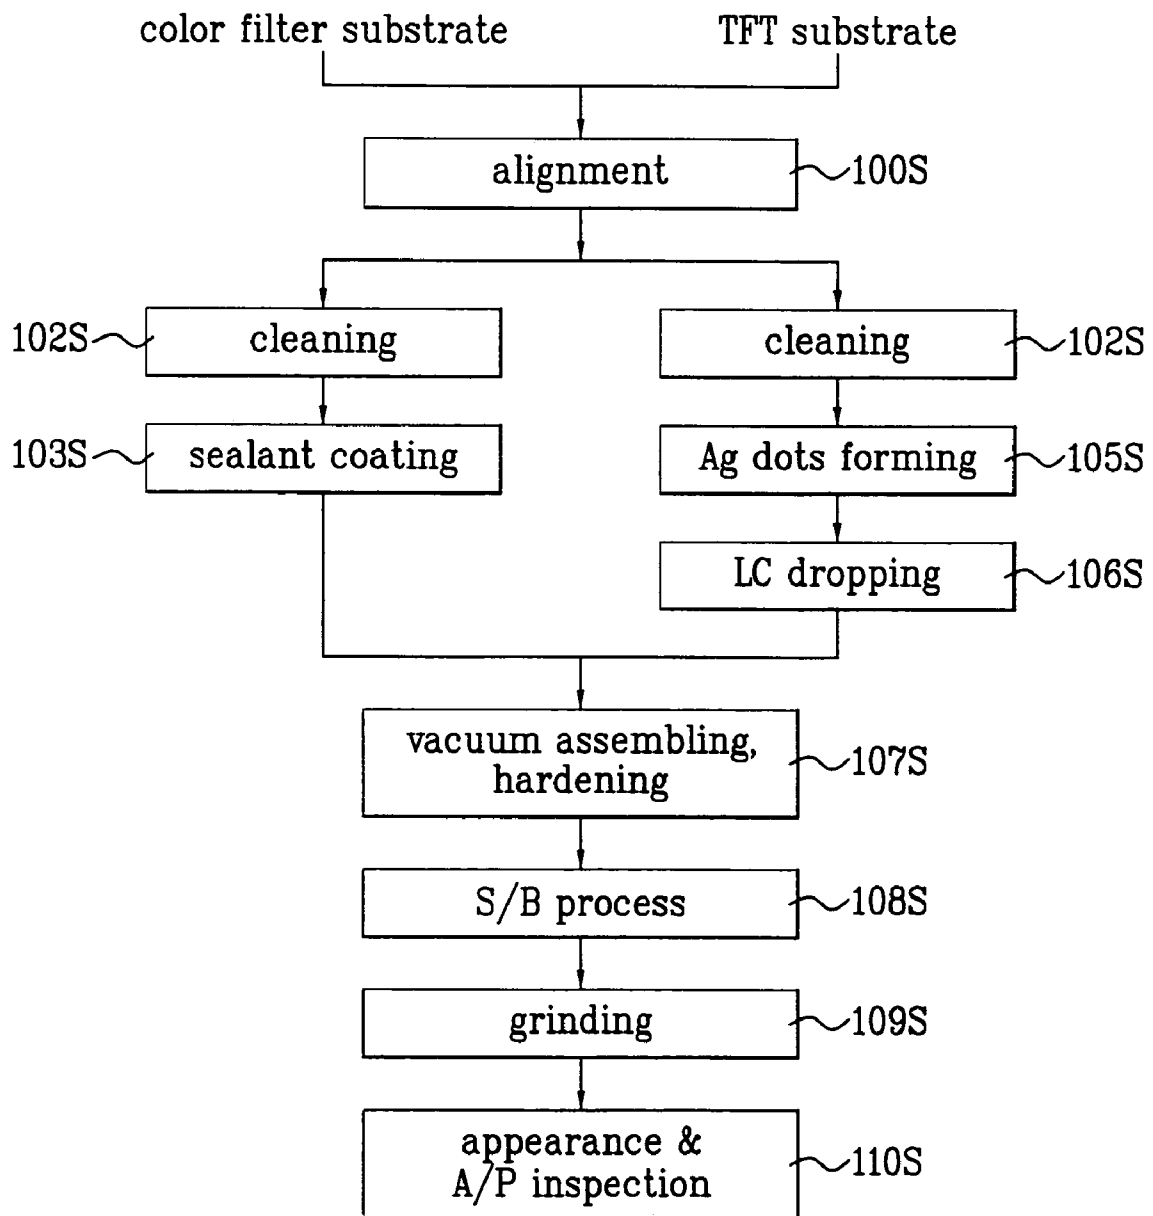 color filter substrate
TFT substrate
alignment
100S
102S
cleaning
cleaning
102S
103S
sealant coating
Ag dots forming
105S
LC dropping
106S
vacuum assembling,
hardening
107S
S/B process
108S
grinding
109S
appearance &
A/P inspection
110S